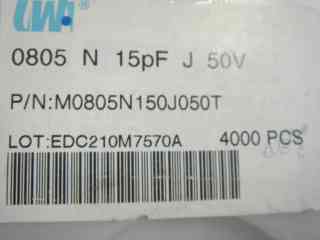 0805 N 15pF J 50V
P/N:M0805N150J050T
LOT:EDC210M7570A 4000 PCS